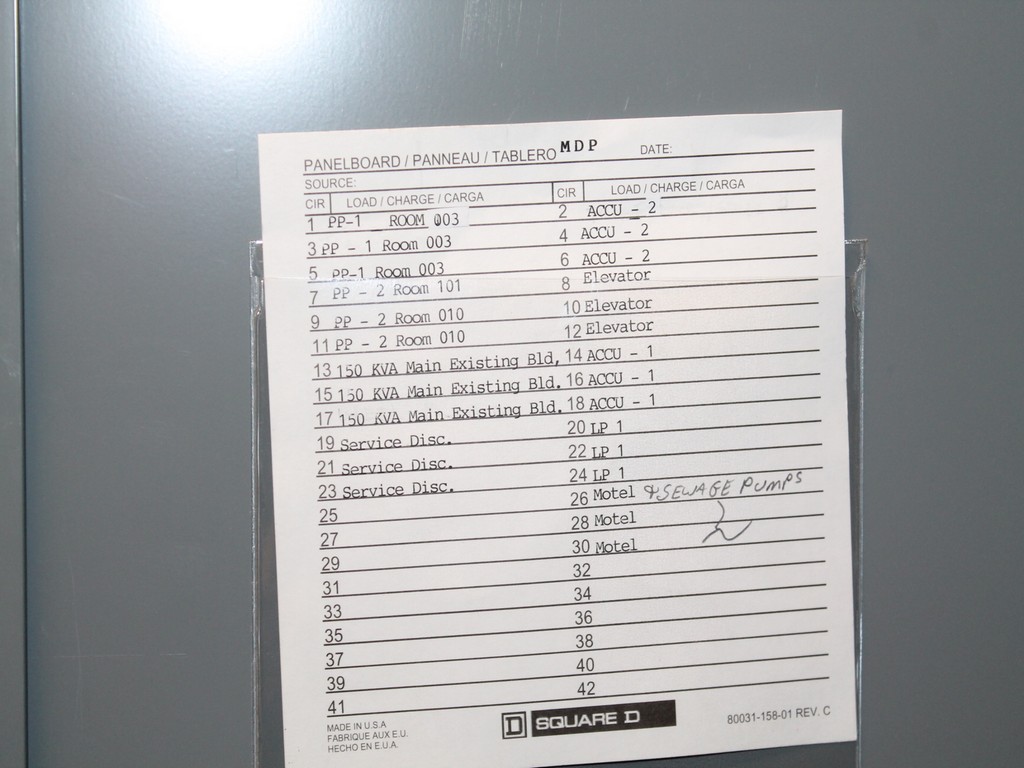 PANELBOARD / PANNEAU / TABLERO MDP DATE:
SOURCE:
CIR LOAD / CHARGE / CARGA CIR LOAD / CHARGE / CARGA
1 PP-1 ROOM 003 2 ACCU - 2
3 PP - 1 Room 003 4 ACCU - 2
5 PP-1 Room 003 6 ACCU - 2
7 PP - 2 Room 101 8 Elevator
9 PP - 2 Room 010 10 Elevator
11 PP - 2 Room 010 12 Elevator
13 150 KVA Main Existing Bld, 14 ACCU - 1
15 150 KVA Main Existing Bld. 16 ACCU - 1
17 150 KVA Main Existing Bld. 18 ACCU - 1
19 Service Disc. 20 LP 1
21 Service Disc. 22 LP 1
23 Service Disc. 24 LP 1
25 26 Motel & SEWAGE PUMPS
27 28 Motel
29 30 Motel
31 32
33 34
35 36
37 38
39 40
41 42
MADE IN U.S.A
FABRIQUE AUX E.U.
HECHO EN E.U.A.
D SQUARE D
80031-158-01 REV. C